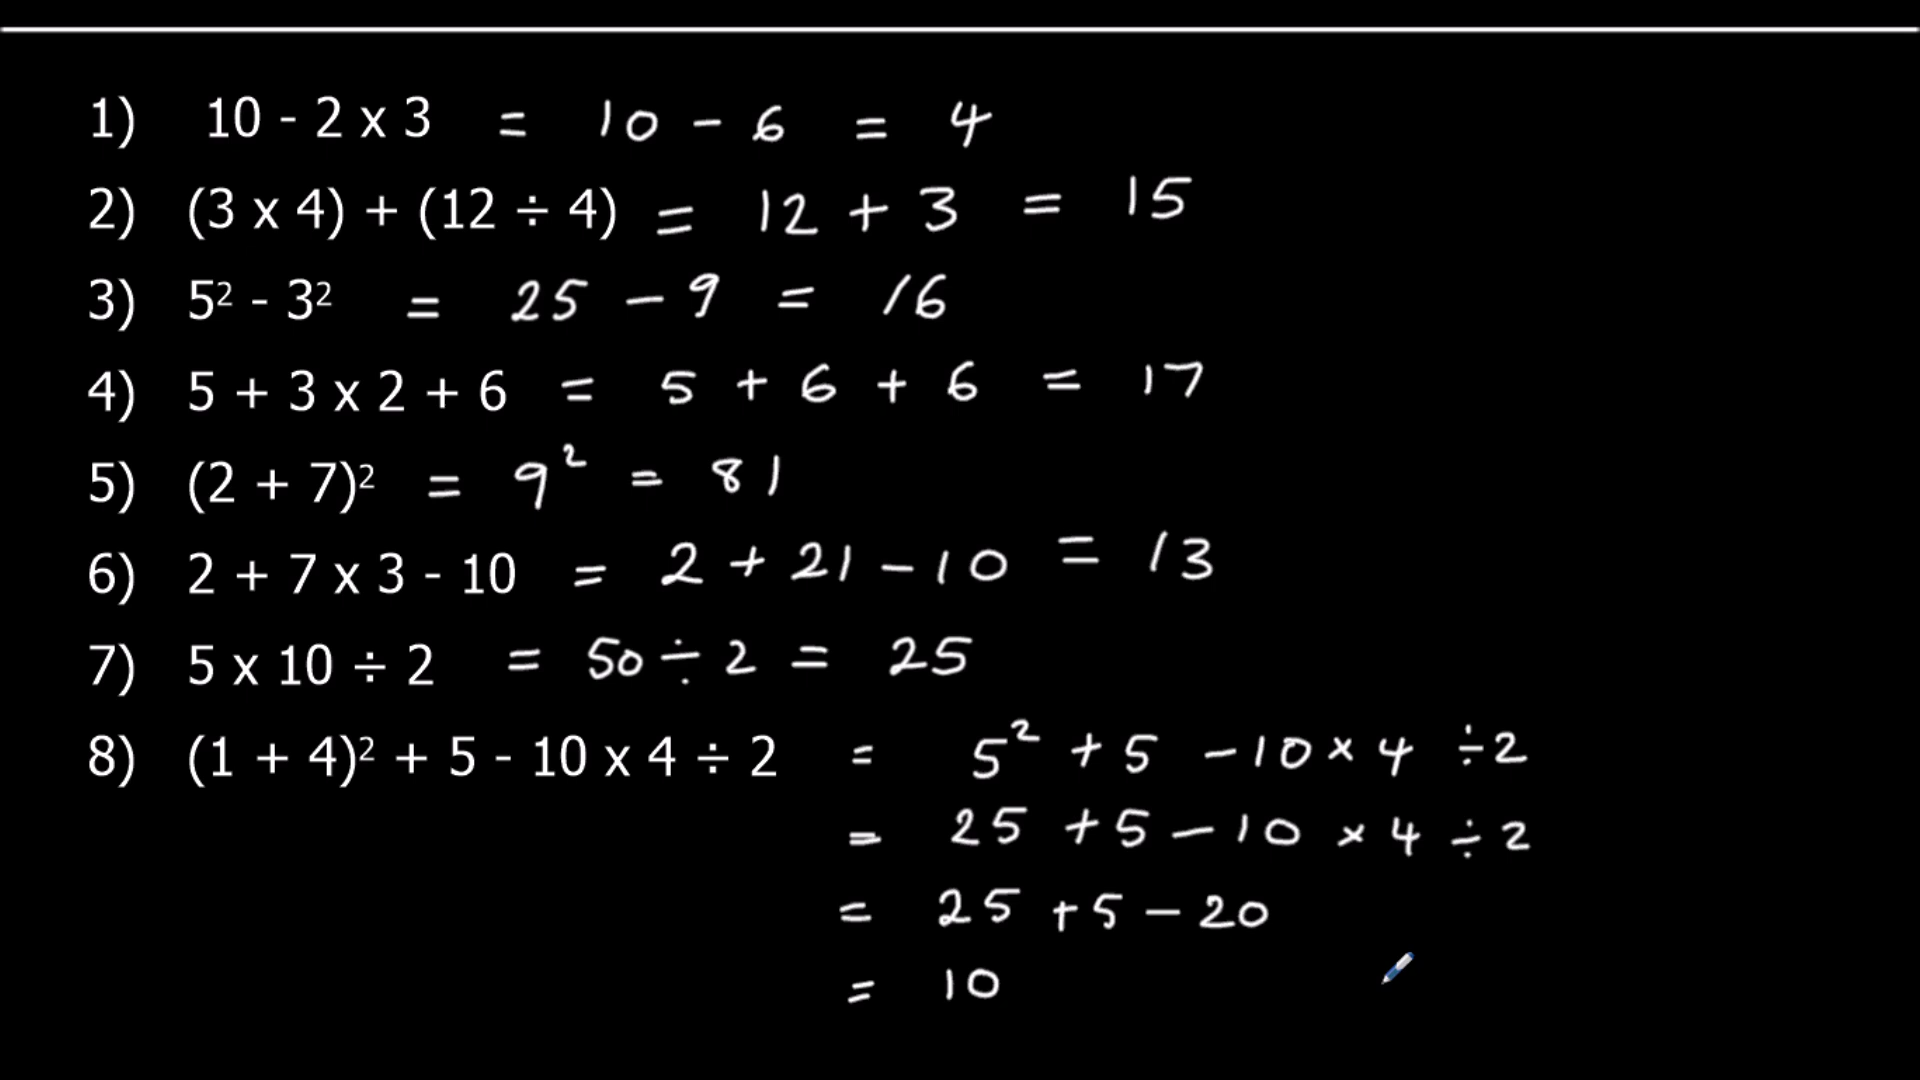 1) 10 - 2 x 3 = 10 - 6 = 4
2) (3 x 4) + (12 ÷ 4) = 12 + 3 = 15
3) 5² - 3² = 25 - 9 = 16
4) 5 + 3 x 2 + 6 = 5 + 6 + 6 = 17
5) (2 + 7)² = 9² = 81
6) 2 + 7 x 3 - 10 = 2 + 21 - 10 = 13
7) 5 x 10 ÷ 2 = 50 ÷ 2 = 25
8) (1 + 4)² + 5 - 10 x 4 ÷ 2 = 5² + 5 - 10 × 4 ÷ 2
= 25 + 5 - 10 × 4 ÷ 2
= 25 + 5 - 20
= 10